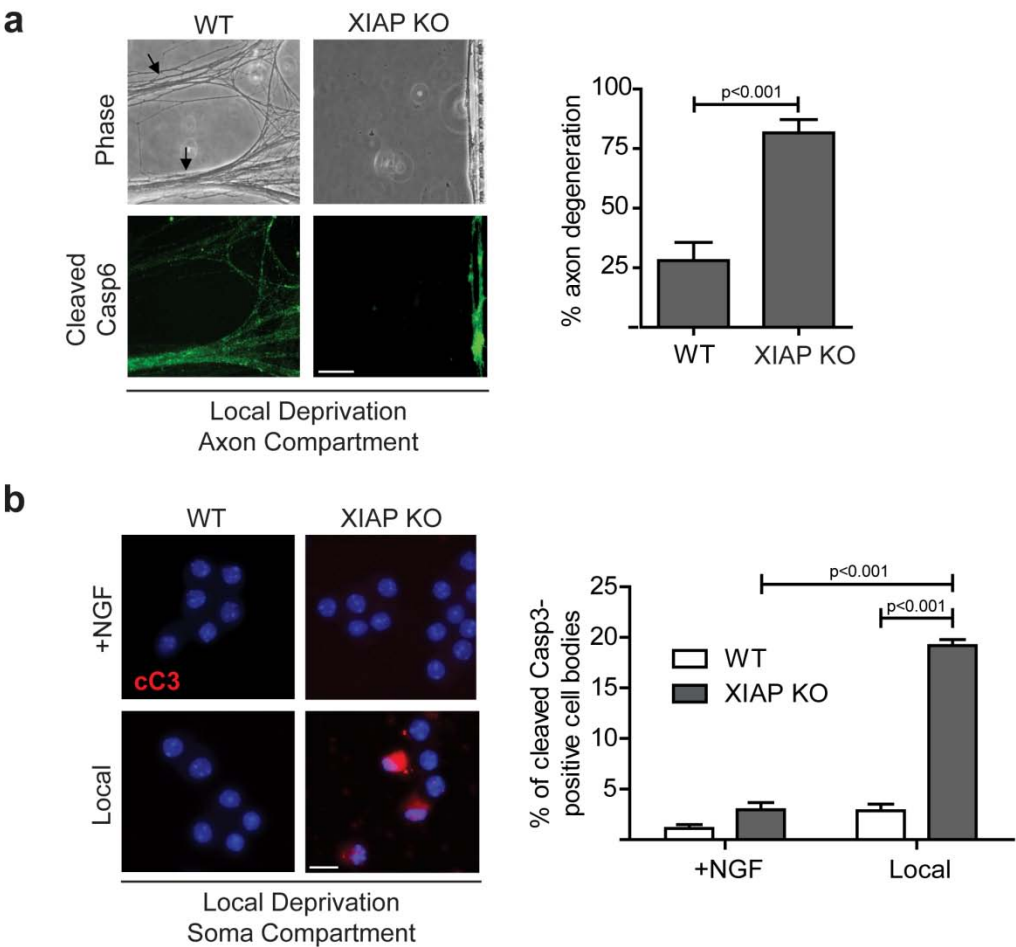 a
WT
XIAP KO
Phase
Cleaved
Casp6
Local Deprivation
Axon Compartment
% axon degeneration
100
75
50
25
p<0.001
WT
XIAP KO
b
WT
XIAP KO
+NGF
cC3
Local
Local Deprivation
Soma Compartment
% of cleaved Casp3-
positive cell bodies
25
20
15
10
5
p<0.001
p<0.001
WT
XIAP KO
+NGF
Local